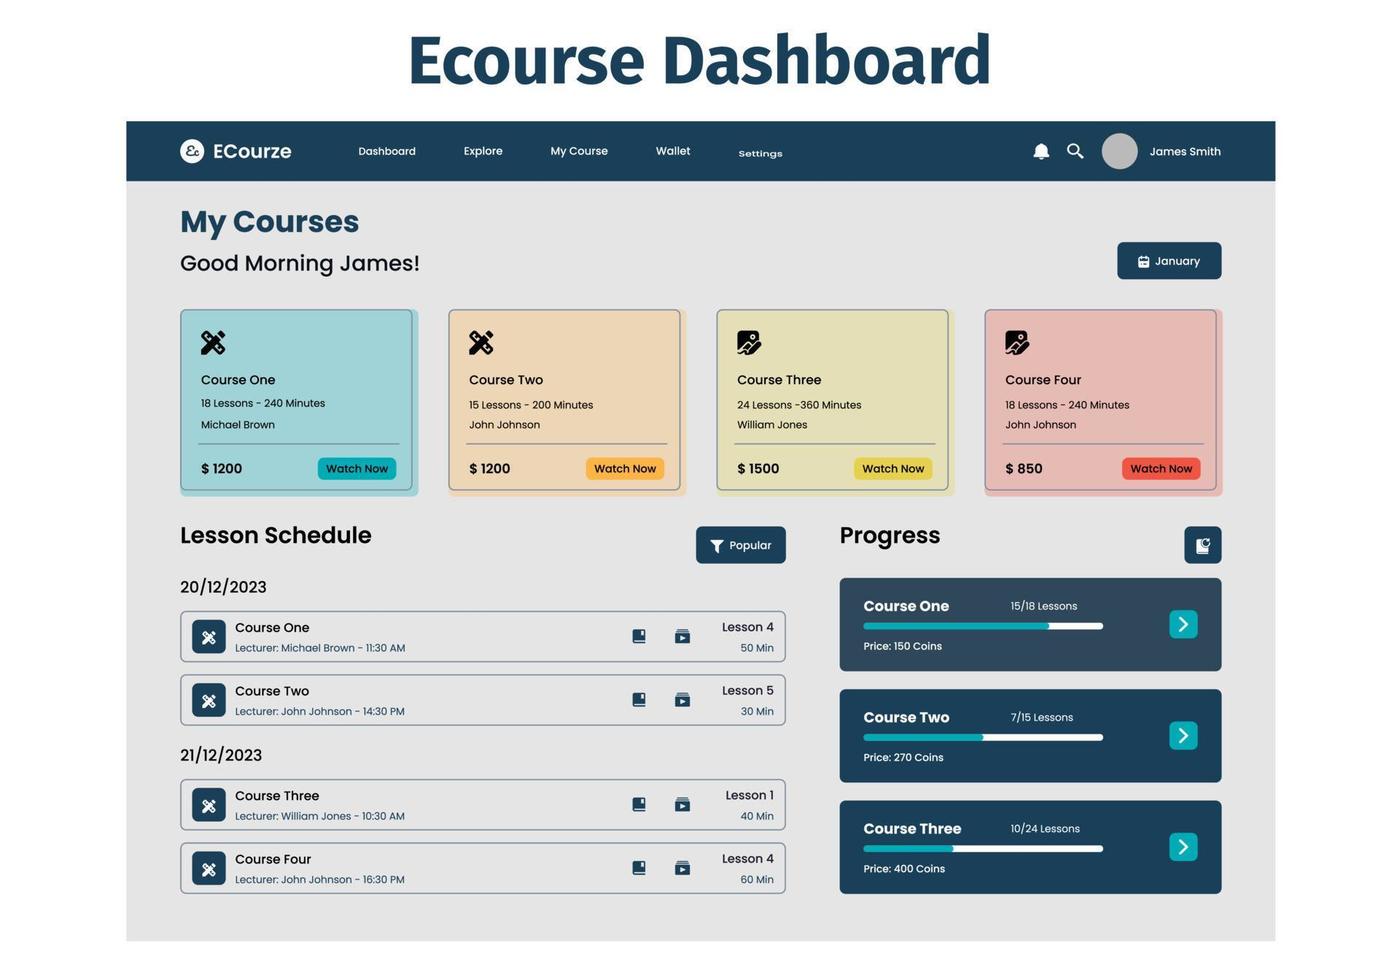 Ecourse Dashboard
Ec ECourze Dashboard Explore My Course Wallet Settings James Smith
My Courses
Good Morning James!
January
Course One
18 Lessons - 240 Minutes
Michael Brown
$ 1200 Watch Now
Course Two
15 Lessons - 200 Minutes
John Johnson
$ 1200 Watch Now
Course Three
24 Lessons -360 Minutes
William Jones
$ 1500 Watch Now
Course Four
18 Lessons - 240 Minutes
John Johnson
$ 850 Watch Now
Lesson Schedule
Popular
20/12/2023
Course One
Lecturer: Michael Brown - 11:30 AM
Lesson 4
50 Min
Course Two
Lecturer: John Johnson - 14:30 PM
Lesson 5
30 Min
21/12/2023
Course Three
Lecturer: William Jones - 10:30 AM
Lesson 1
40 Min
Course Four
Lecturer: John Johnson - 16:30 PM
Lesson 4
60 Min
Progress
Course One 15/18 Lessons
Price: 150 Coins
Course Two 7/15 Lessons
Price: 270 Coins
Course Three 10/24 Lessons
Price: 400 Coins